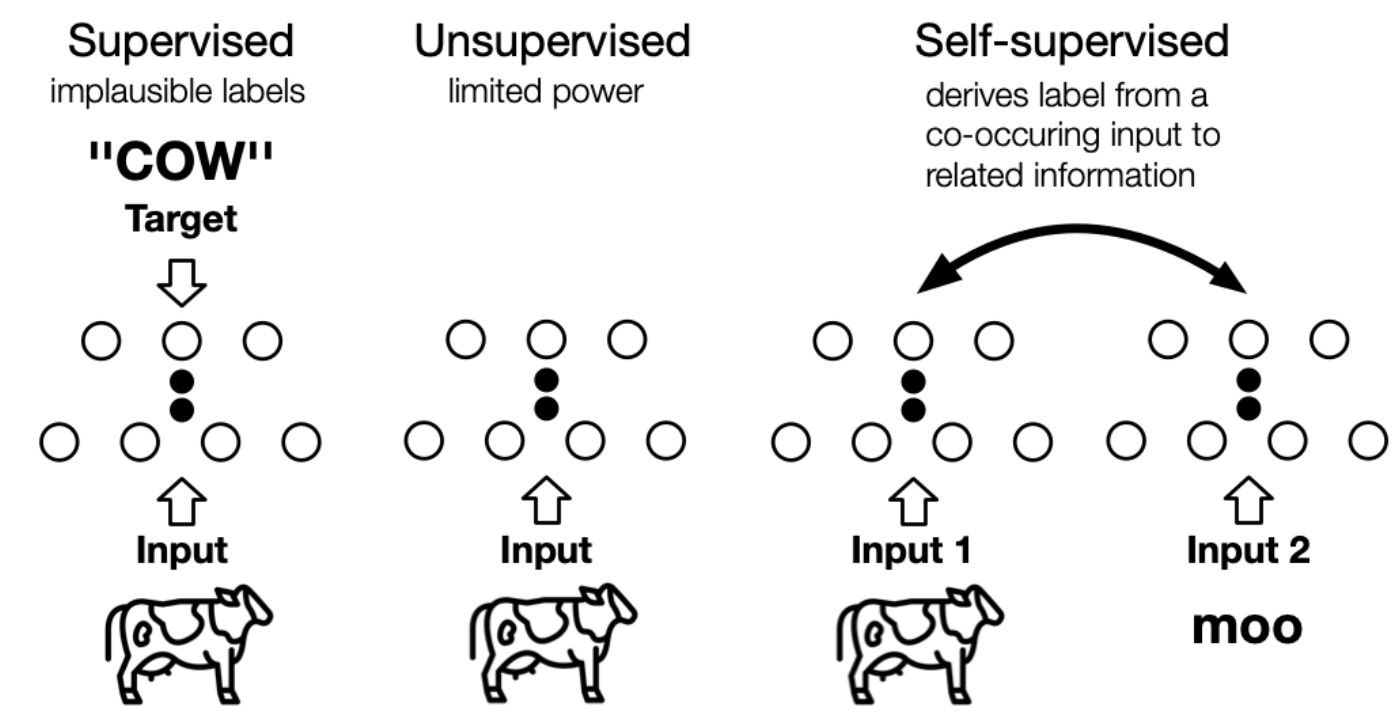 Supervised
implausible labels
"COW"
Target
Input
Unsupervised
limited power
Input
Self-supervised
derives label from a
co-occuring input to
related information
Input 1
Input 2
moo